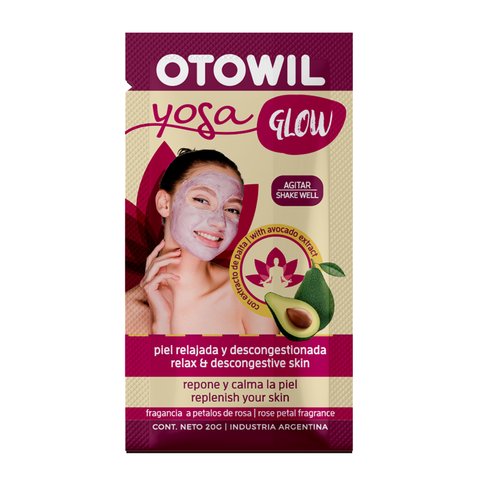 OTOWIL
yoga
GLOW
AGITAR
SHAKE WELL
con extracto de palta | with avocado extract
piel relajada y descongestionada
relax & descongestive skin
repone y calma la piel
replenish your skin
fragancia a petalos de rosa | rose petal fragrance
CONT. NETO 20G | INDUSTRIA ARGENTINA